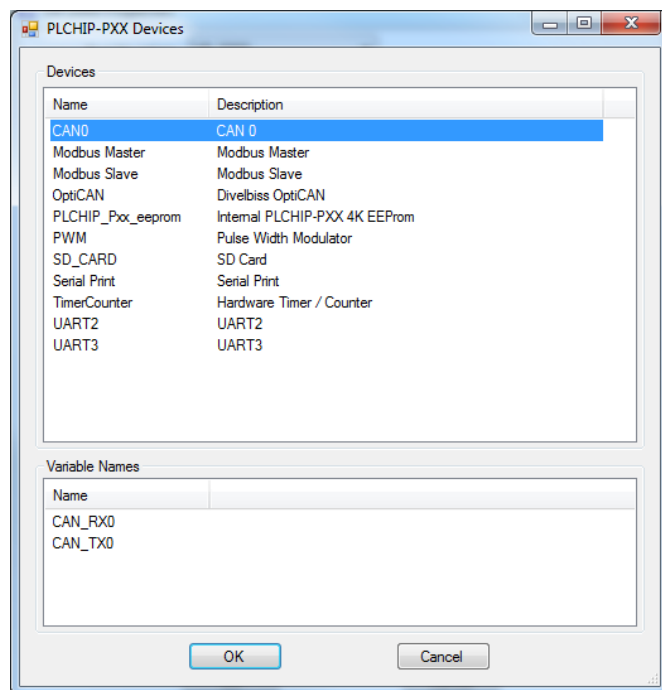 PLCHIP-PXX Devices
Devices
Name Description
CAN0 CAN 0
Modbus Master Modbus Master
Modbus Slave Modbus Slave
OptiCAN Divelbiss OptiCAN
PLCHIP_Pxx_eeprom Internal PLCHIP-PXX 4K EEProm
PWM Pulse Width Modulator
SD_CARD SD Card
Serial Print Serial Print
TimerCounter Hardware Timer / Counter
UART2 UART2
UART3 UART3
Variable Names
Name
CAN_RX0
CAN_TX0
OK Cancel